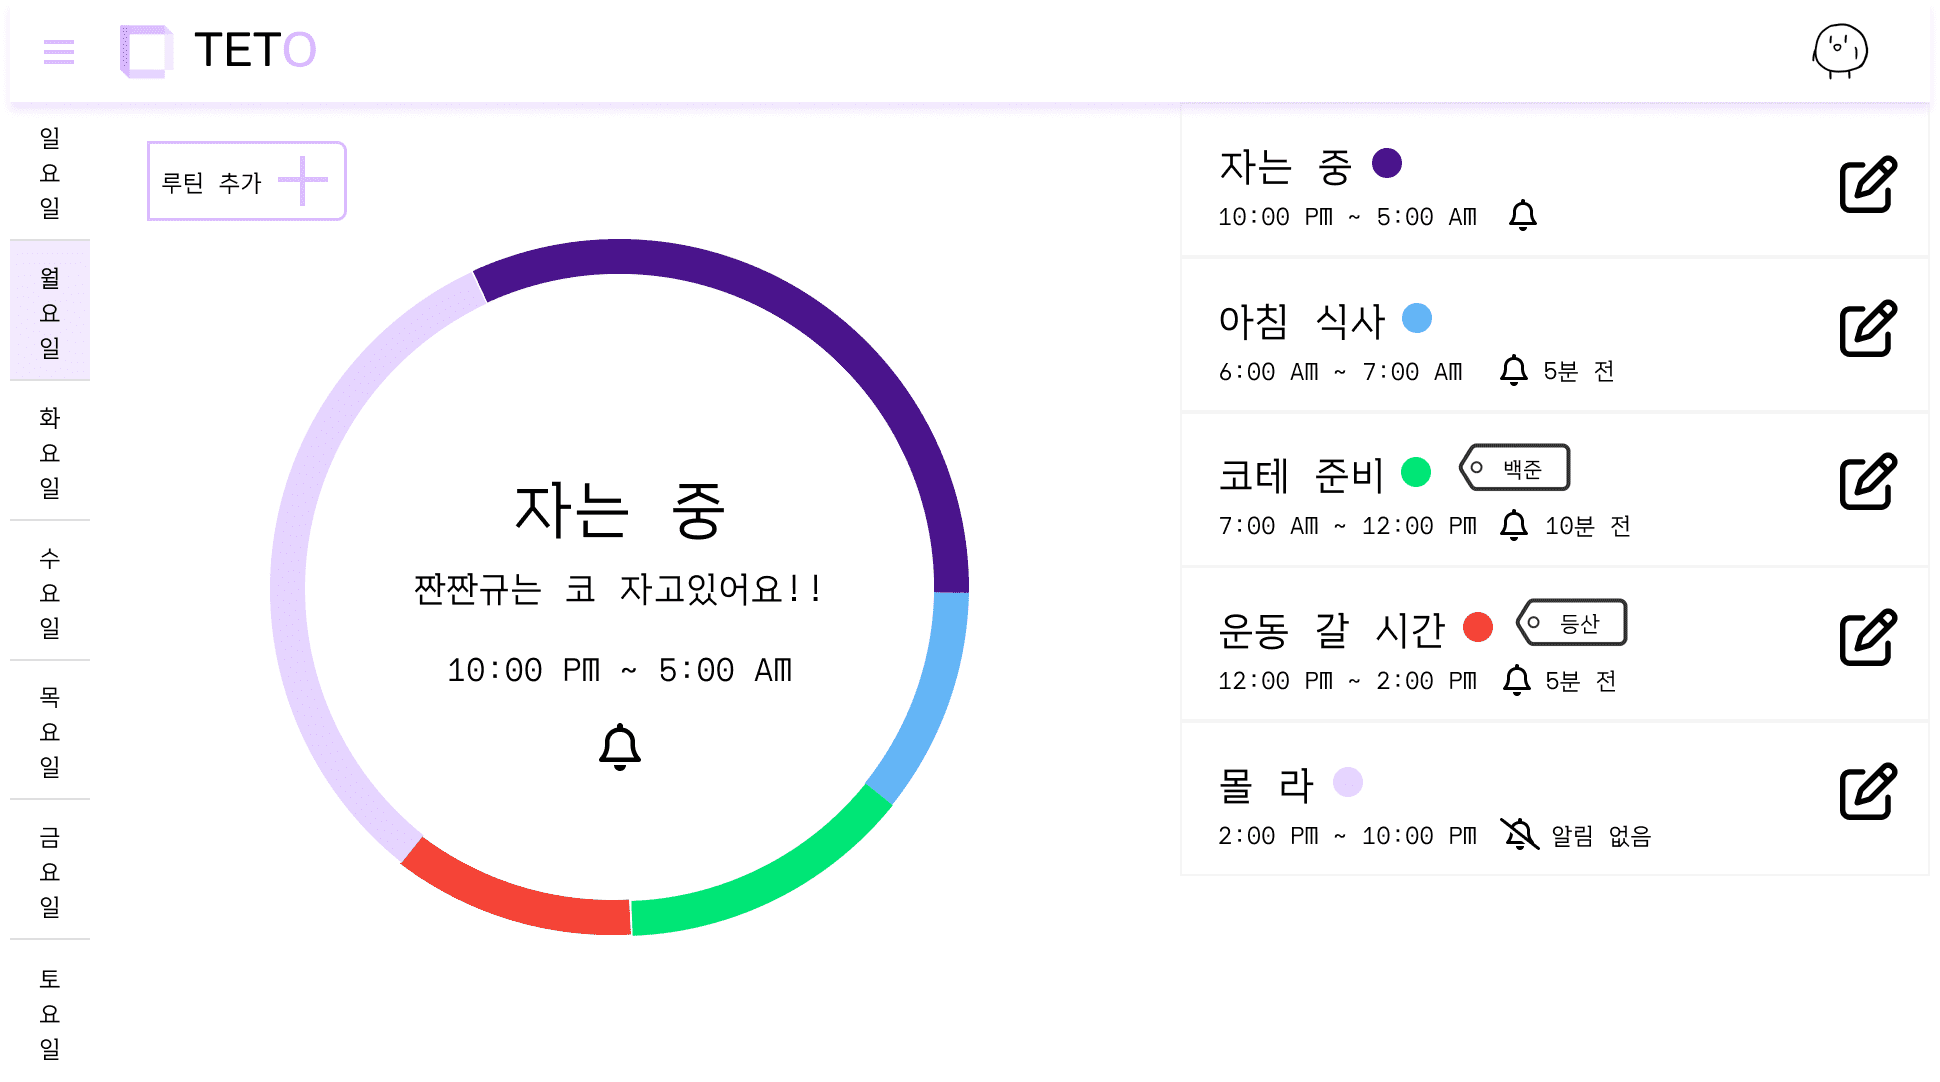 TETO
일
요
일
월
요
일
화
요
일
수
요
일
목
요
일
금
요
일
토
요
일
루틴 추가
자는 중
짠짠규는 코 자고있어요!!
10:00 PM ~ 5:00 AM
자는 중
10:00 PM ~ 5:00 AM
아침 식사
6:00 AM ~ 7:00 AM 5분 전
코테 준비 백준
7:00 AM ~ 12:00 PM 10분 전
운동 갈 시간 등산
12:00 PM ~ 2:00 PM 5분 전
몰 라
2:00 PM ~ 10:00 PM 알림 없음